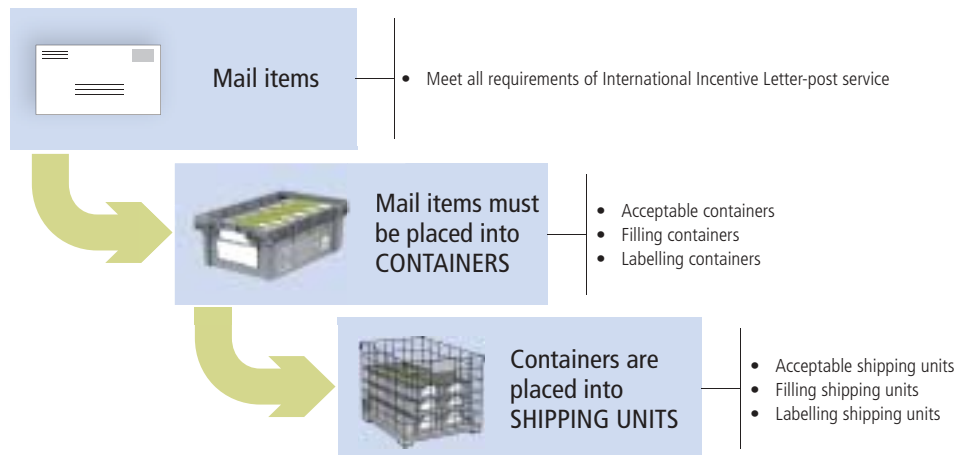 Mail items
• Meet all requirements of International Incentive Letter-post service
Mail items must
be placed into
CONTAINERS
• Acceptable containers
• Filling containers
• Labelling containers
Containers are
placed into
SHIPPING UNITS
• Acceptable shipping units
• Filling shipping units
• Labelling shipping units